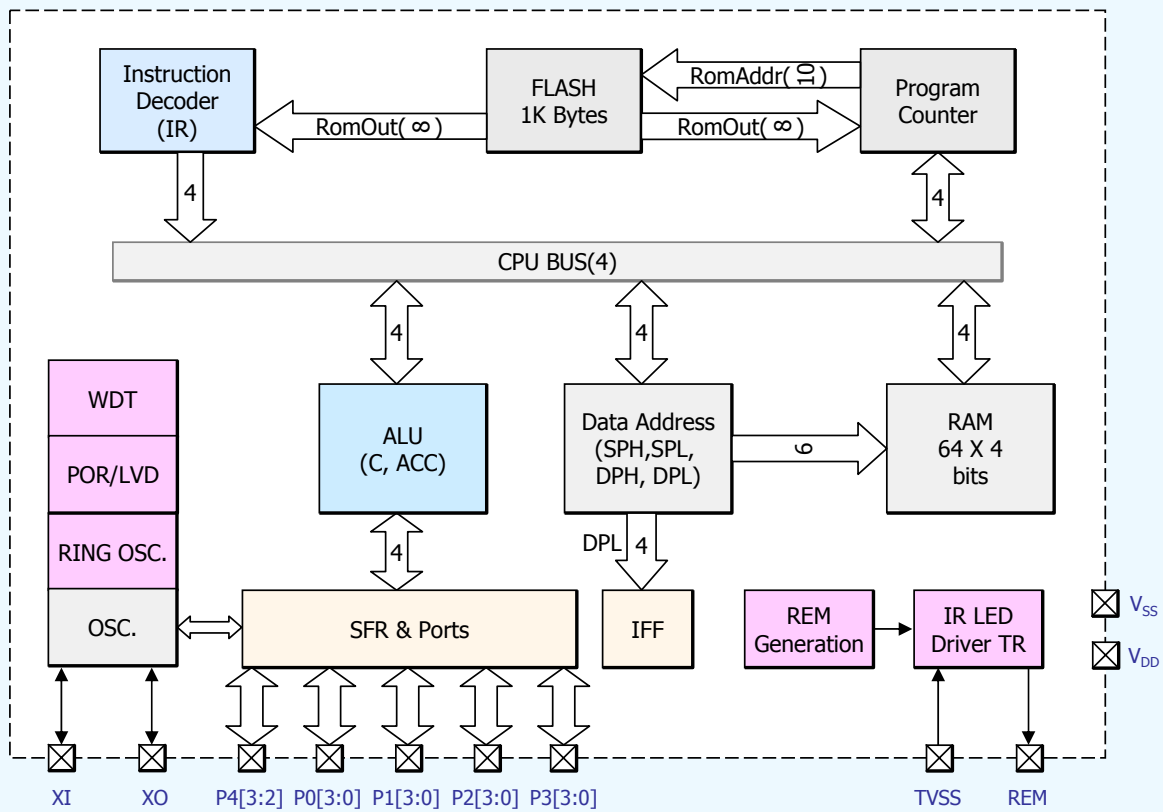 Instruction
Decoder
(IR)
RomOut( 8 )
FLASH
1K Bytes
RomAddr( 10 )
RomOut( 8 )
Program
Counter
4
4
CPU BUS(4)
4
4
4
WDT
POR/LVD
RING OSC.
OSC.
ALU
(C, ACC)
Data Address
(SPH,SPL,
DPH, DPL)
6
RAM
64 X 4
bits
4
DPL
4
SFR & Ports
IFF
REM
Generation
IR LED
Driver TR
VSS
VDD
XI
XO
P4[3:2]
P0[3:0]
P1[3:0]
P2[3:0]
P3[3:0]
TVSS
REM